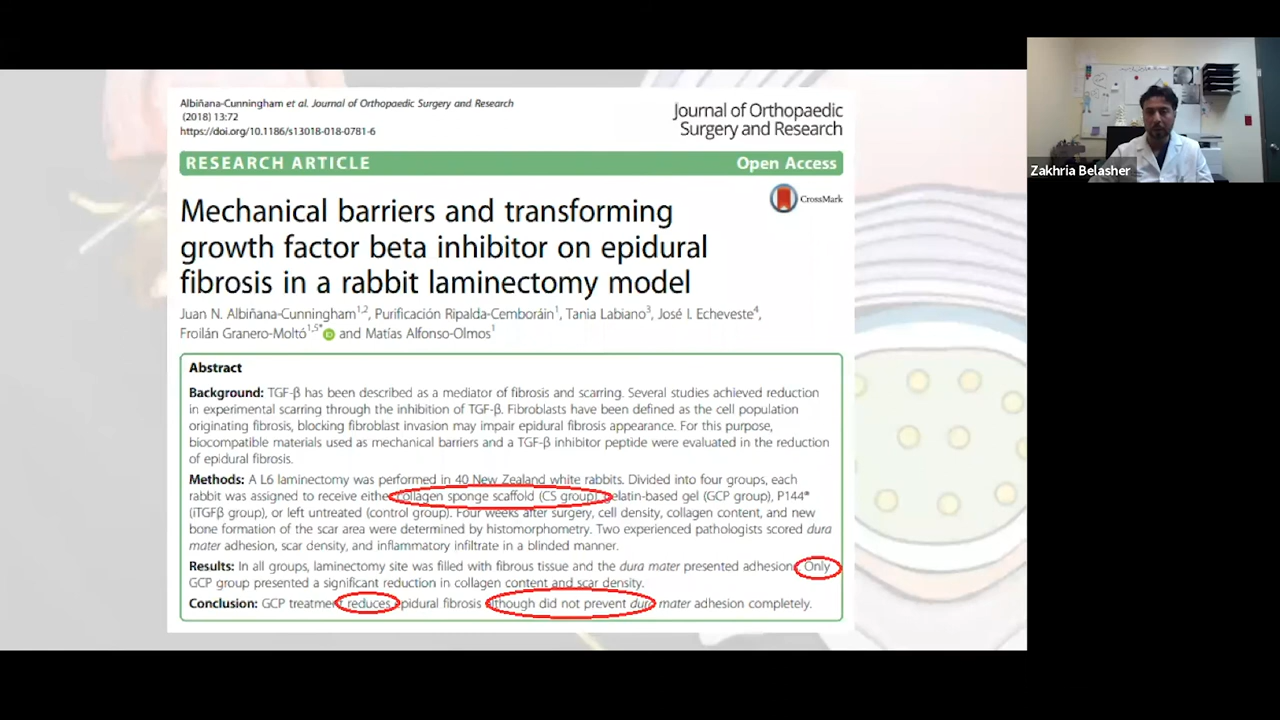 Albiñana-Cunningham et al. Journal of Orthopaedic Surgery and Research
(2018) 13:72
https://doi.org/10.1186/s13018-018-0781-6
Journal of Orthopaedic
Surgery and Research
RESEARCH ARTICLE
Open Access
CrossMark
Mechanical barriers and transforming
growth factor beta inhibitor on epidural
fibrosis in a rabbit laminectomy model
Juan N. Albiñana-Cunningham1,2, Purificación Ripalda-Cemboráin1, Tania Labiano3, José I. Echeveste4,
Froilán Granero-Moltó1,5* and Matías Alfonso-Olmos1
Abstract
Background: TGF-β has been described as a mediator of fibrosis and scarring. Several studies achieved reduction
in experimental scarring through the inhibition of TGF-β. Fibroblasts have been defined as the cell population
originating fibrosis, blocking fibroblast invasion may impair epidural fibrosis appearance. For this purpose,
biocompatible materials used as mechanical barriers and a TGF-β inhibitor peptide were evaluated in the reduction
of epidural fibrosis.
Methods: A L6 laminectomy was performed in 40 New Zealand white rabbits. Divided into four groups, each
rabbit was assigned to receive either collagen sponge scaffold (CS group), gelatin-based gel (GCP group), P144®
(iTGFβ group), or left untreated (control group). Four weeks after surgery, cell density, collagen content, and new
bone formation of the scar area were determined by histomorphometry. Two experienced pathologists scored dura
mater adhesion, scar density, and inflammatory infiltrate in a blinded manner.
Results: In all groups, laminectomy site was filled with fibrous tissue and the dura mater presented adhesions. Only
GCP group presented a significant reduction in collagen content and scar density.
Conclusion: GCP treatment reduces epidural fibrosis although did not prevent dura mater adhesion completely.
Zakhria Belasher